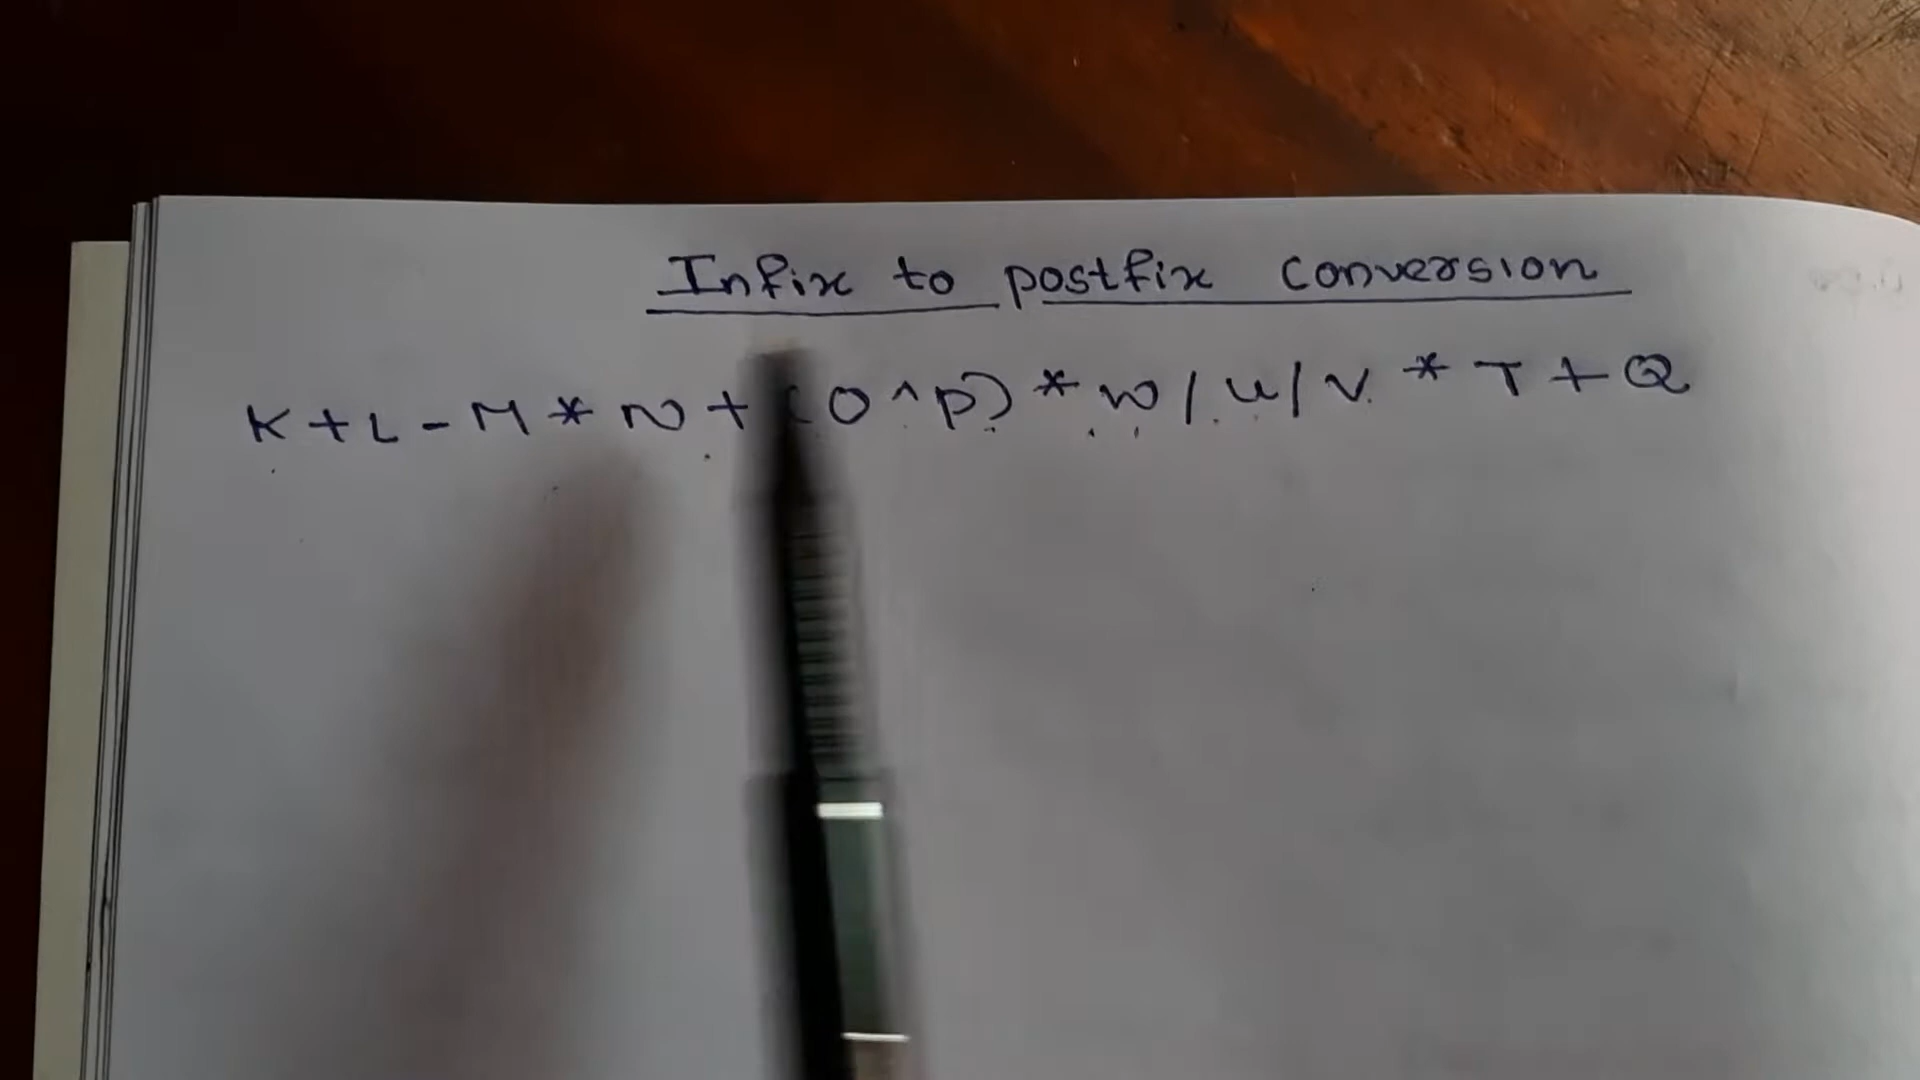 Infix to postfix conversion
K + L - M * N + (O ^ P) * W / U / V * T + Q